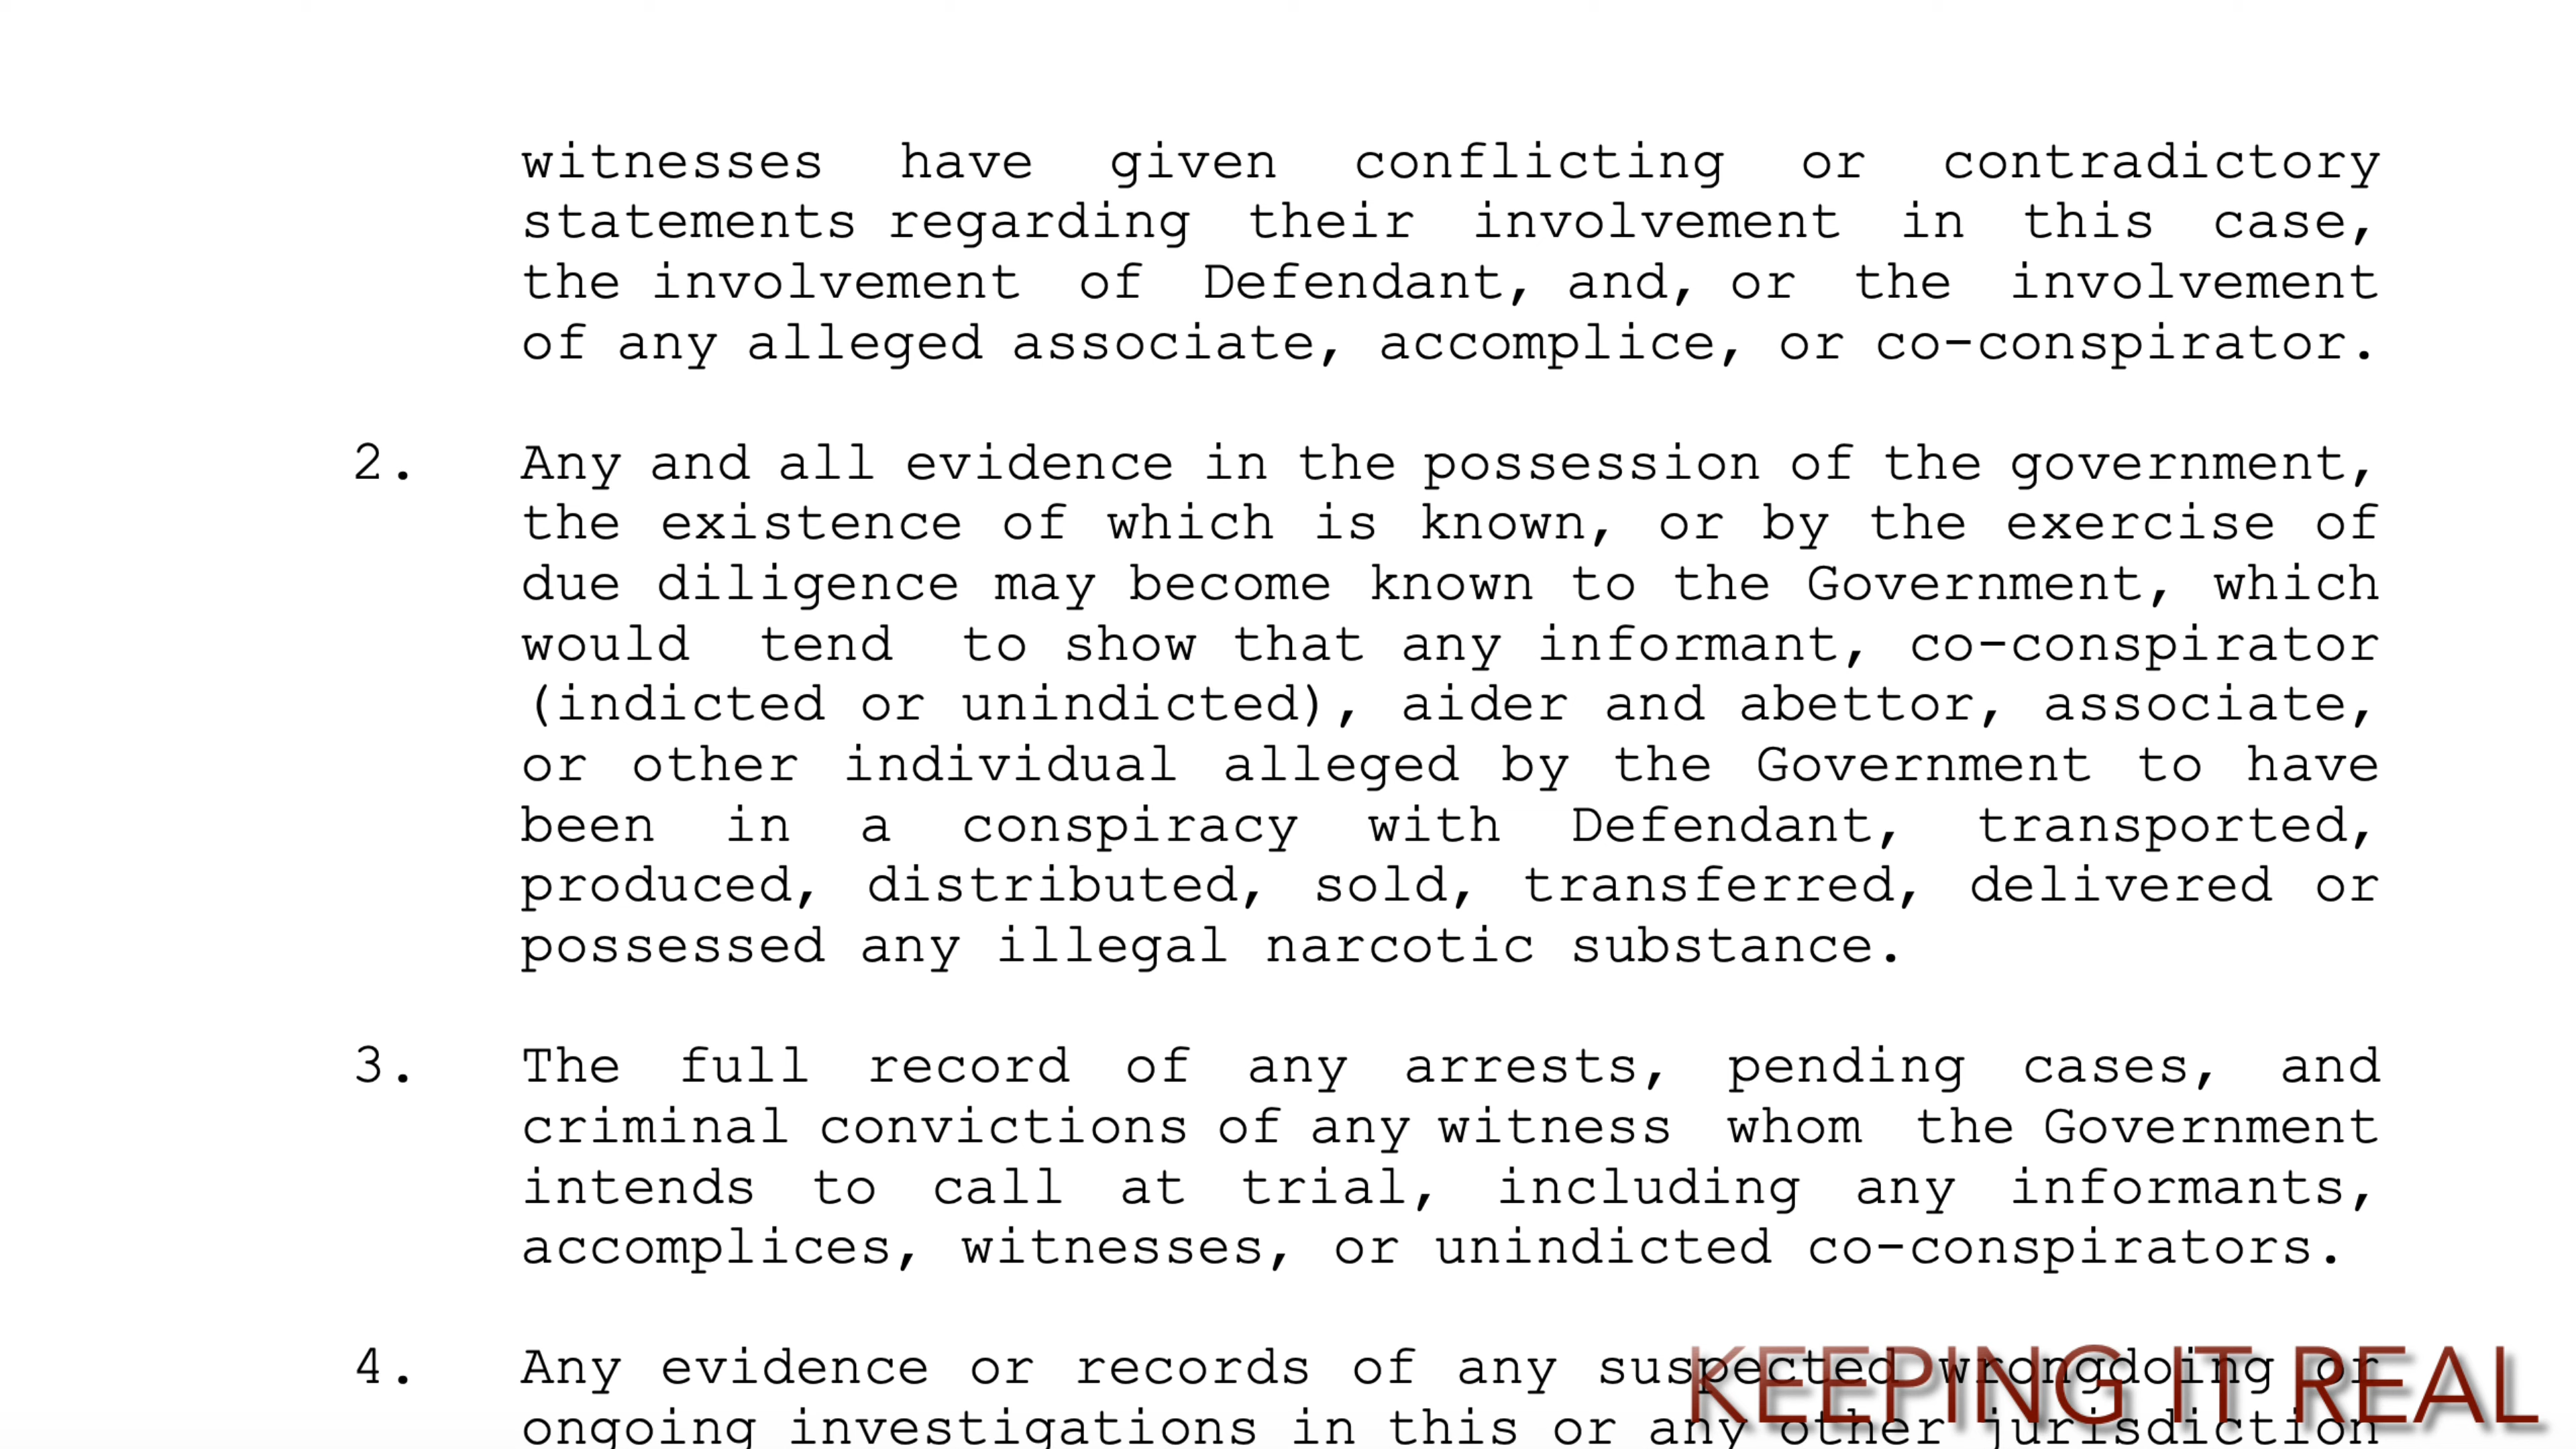 witnesses have given conflicting or contradictory
statements regarding their involvement in this case,
the involvement of Defendant, and, or the involvement
of any alleged associate, accomplice, or co-conspirator.
2. Any and all evidence in the possession of the government,
the existence of which is known, or by the exercise of
due diligence may become known to the Government, which
would tend to show that any informant, co-conspirator
(indicted or unindicted), aider and abettor, associate,
or other individual alleged by the Government to have
been in a conspiracy with Defendant, transported,
produced, distributed, sold, transferred, delivered or
possessed any illegal narcotic substance.
3. The full record of any arrests, pending cases, and
criminal convictions of any witness whom the Government
intends to call at trial, including any informants,
accomplices, witnesses, or unindicted co-conspirators.
4. Any evidence or records of any suspected wrongdoing or
ongoing investigations in this or any other jurisdiction
KEEPING IT REAL